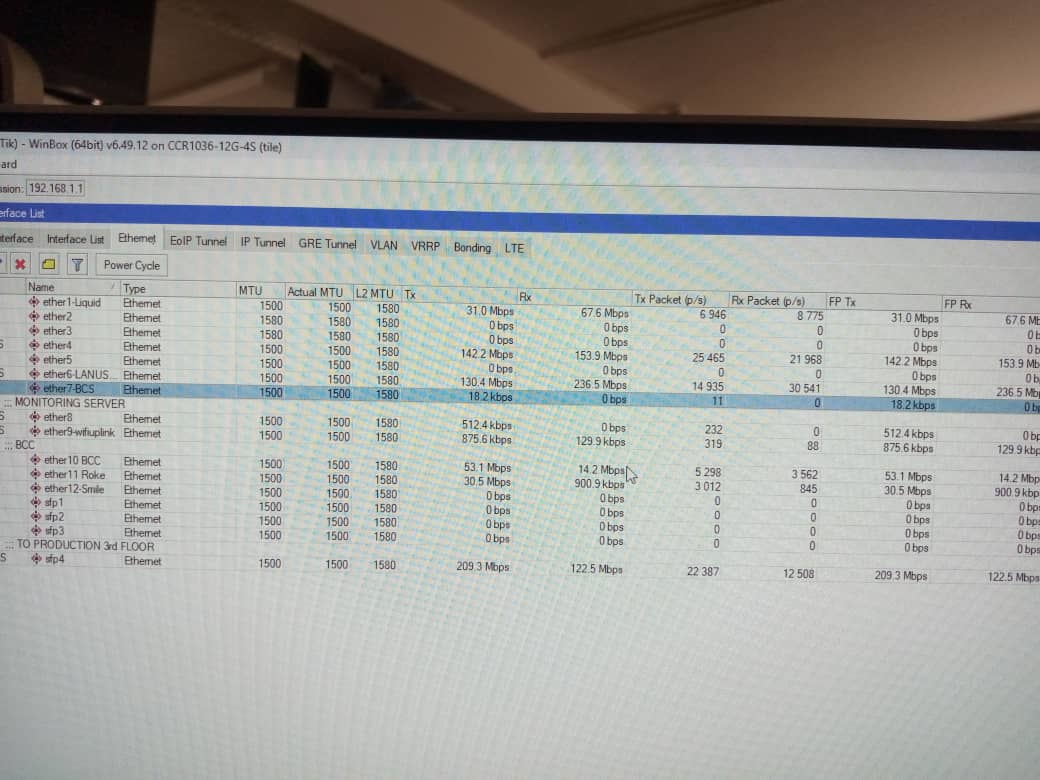 Tik) - WinBox (64bit) v6.49.12 on CCR1036-12G-4S (tile)
ard
ssion: 192.168.1.1
erface List
nterface Interface List Ethernet EoIP Tunnel IP Tunnel GRE Tunnel VLAN VRRP Bonding LTE
Power Cycle
Name Type MTU Actual MTU L2 MTU Tx Rx Tx Packet (p/s) Rx Packet (p/s) FP Tx FP Rx
ether1-Liquid Ethernet 1500 1500 1580 31.0 Mbps 67.6 Mbps 6 946 8 775 31.0 Mbps 67.6 Mb
ether2 Ethernet 1580 1580 1580 0 bps 0 bps 0 0 0 bps 0 b
ether3 Ethernet 1580 1580 1580 0 bps 0 bps 0 0 0 bps 0 b
S ether4 Ethernet 1500 1500 1580 142.2 Mbps 153.9 Mbps 25 465 21 968 142.2 Mbps 153.9 Mb
ether5 Ethernet 1500 1500 1580 0 bps 0 bps 0 0 0 bps 0 b
S ether6-LANUS... Ethernet 1500 1500 1580 130.4 Mbps 236.5 Mbps 14 935 30 541 130.4 Mbps 236.5 Mb
ether7-BCS Ethernet 1500 1500 1580 18.2 kbps 0 bps 11 0 18.2 kbps 0 b
::: MONITORING SERVER
S ether8 Ethernet 1500 1500 1580 512.4 kbps 0 bps 232 0 512.4 kbps 0 bp
S ether9-wifiuplink Ethernet 1500 1500 1580 875.6 kbps 129.9 kbps 319 88 875.6 kbps 129.9 kbp
::: BCC
ether10 BCC Ethernet 1500 1500 1580 53.1 Mbps 14.2 Mbps 5 298 3 562 53.1 Mbps 14.2 Mbp
ether11 Roke Ethernet 1500 1500 1580 30.5 Mbps 900.9 kbps 3 012 845 30.5 Mbps 900.9 kbp
ether12-Smile Ethernet 1500 1500 1580 0 bps 0 bps 0 0 0 bps 0 bp
sfp1 Ethernet 1500 1500 1580 0 bps 0 bps 0 0 0 bps 0 bp
sfp2 Ethernet 1500 1500 1580 0 bps 0 bps 0 0 0 bps 0 bp
sfp3 Ethernet 1500 1500 1580 0 bps 0 bps 0 0 0 bps 0 bps
::: TO PRODUCTION 3rd FLOOR
S sfp4 Ethernet 1500 1500 1580 209.3 Mbps 122.5 Mbps 22 387 12 508 209.3 Mbps 122.5 Mbps